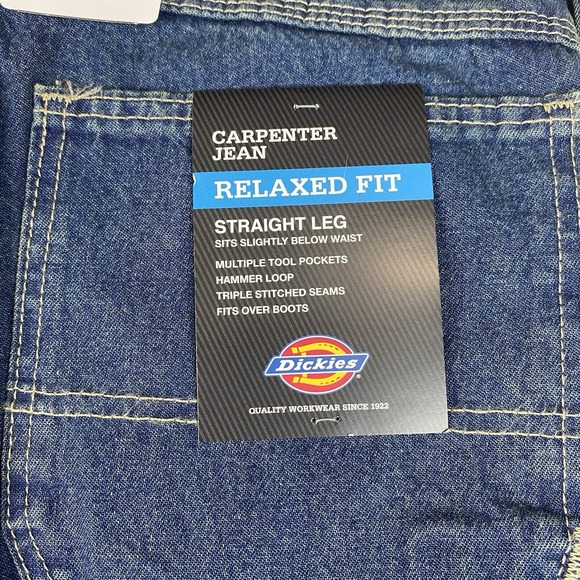 CARPENTER
JEAN
RELAXED FIT
STRAIGHT LEG
SITS SLIGHTLY BELOW WAIST
MULTIPLE TOOL POCKETS
HAMMER LOOP
TRIPLE STITCHED SEAMS
FITS OVER BOOTS
Dickies
QUALITY WORKWEAR SINCE 1922